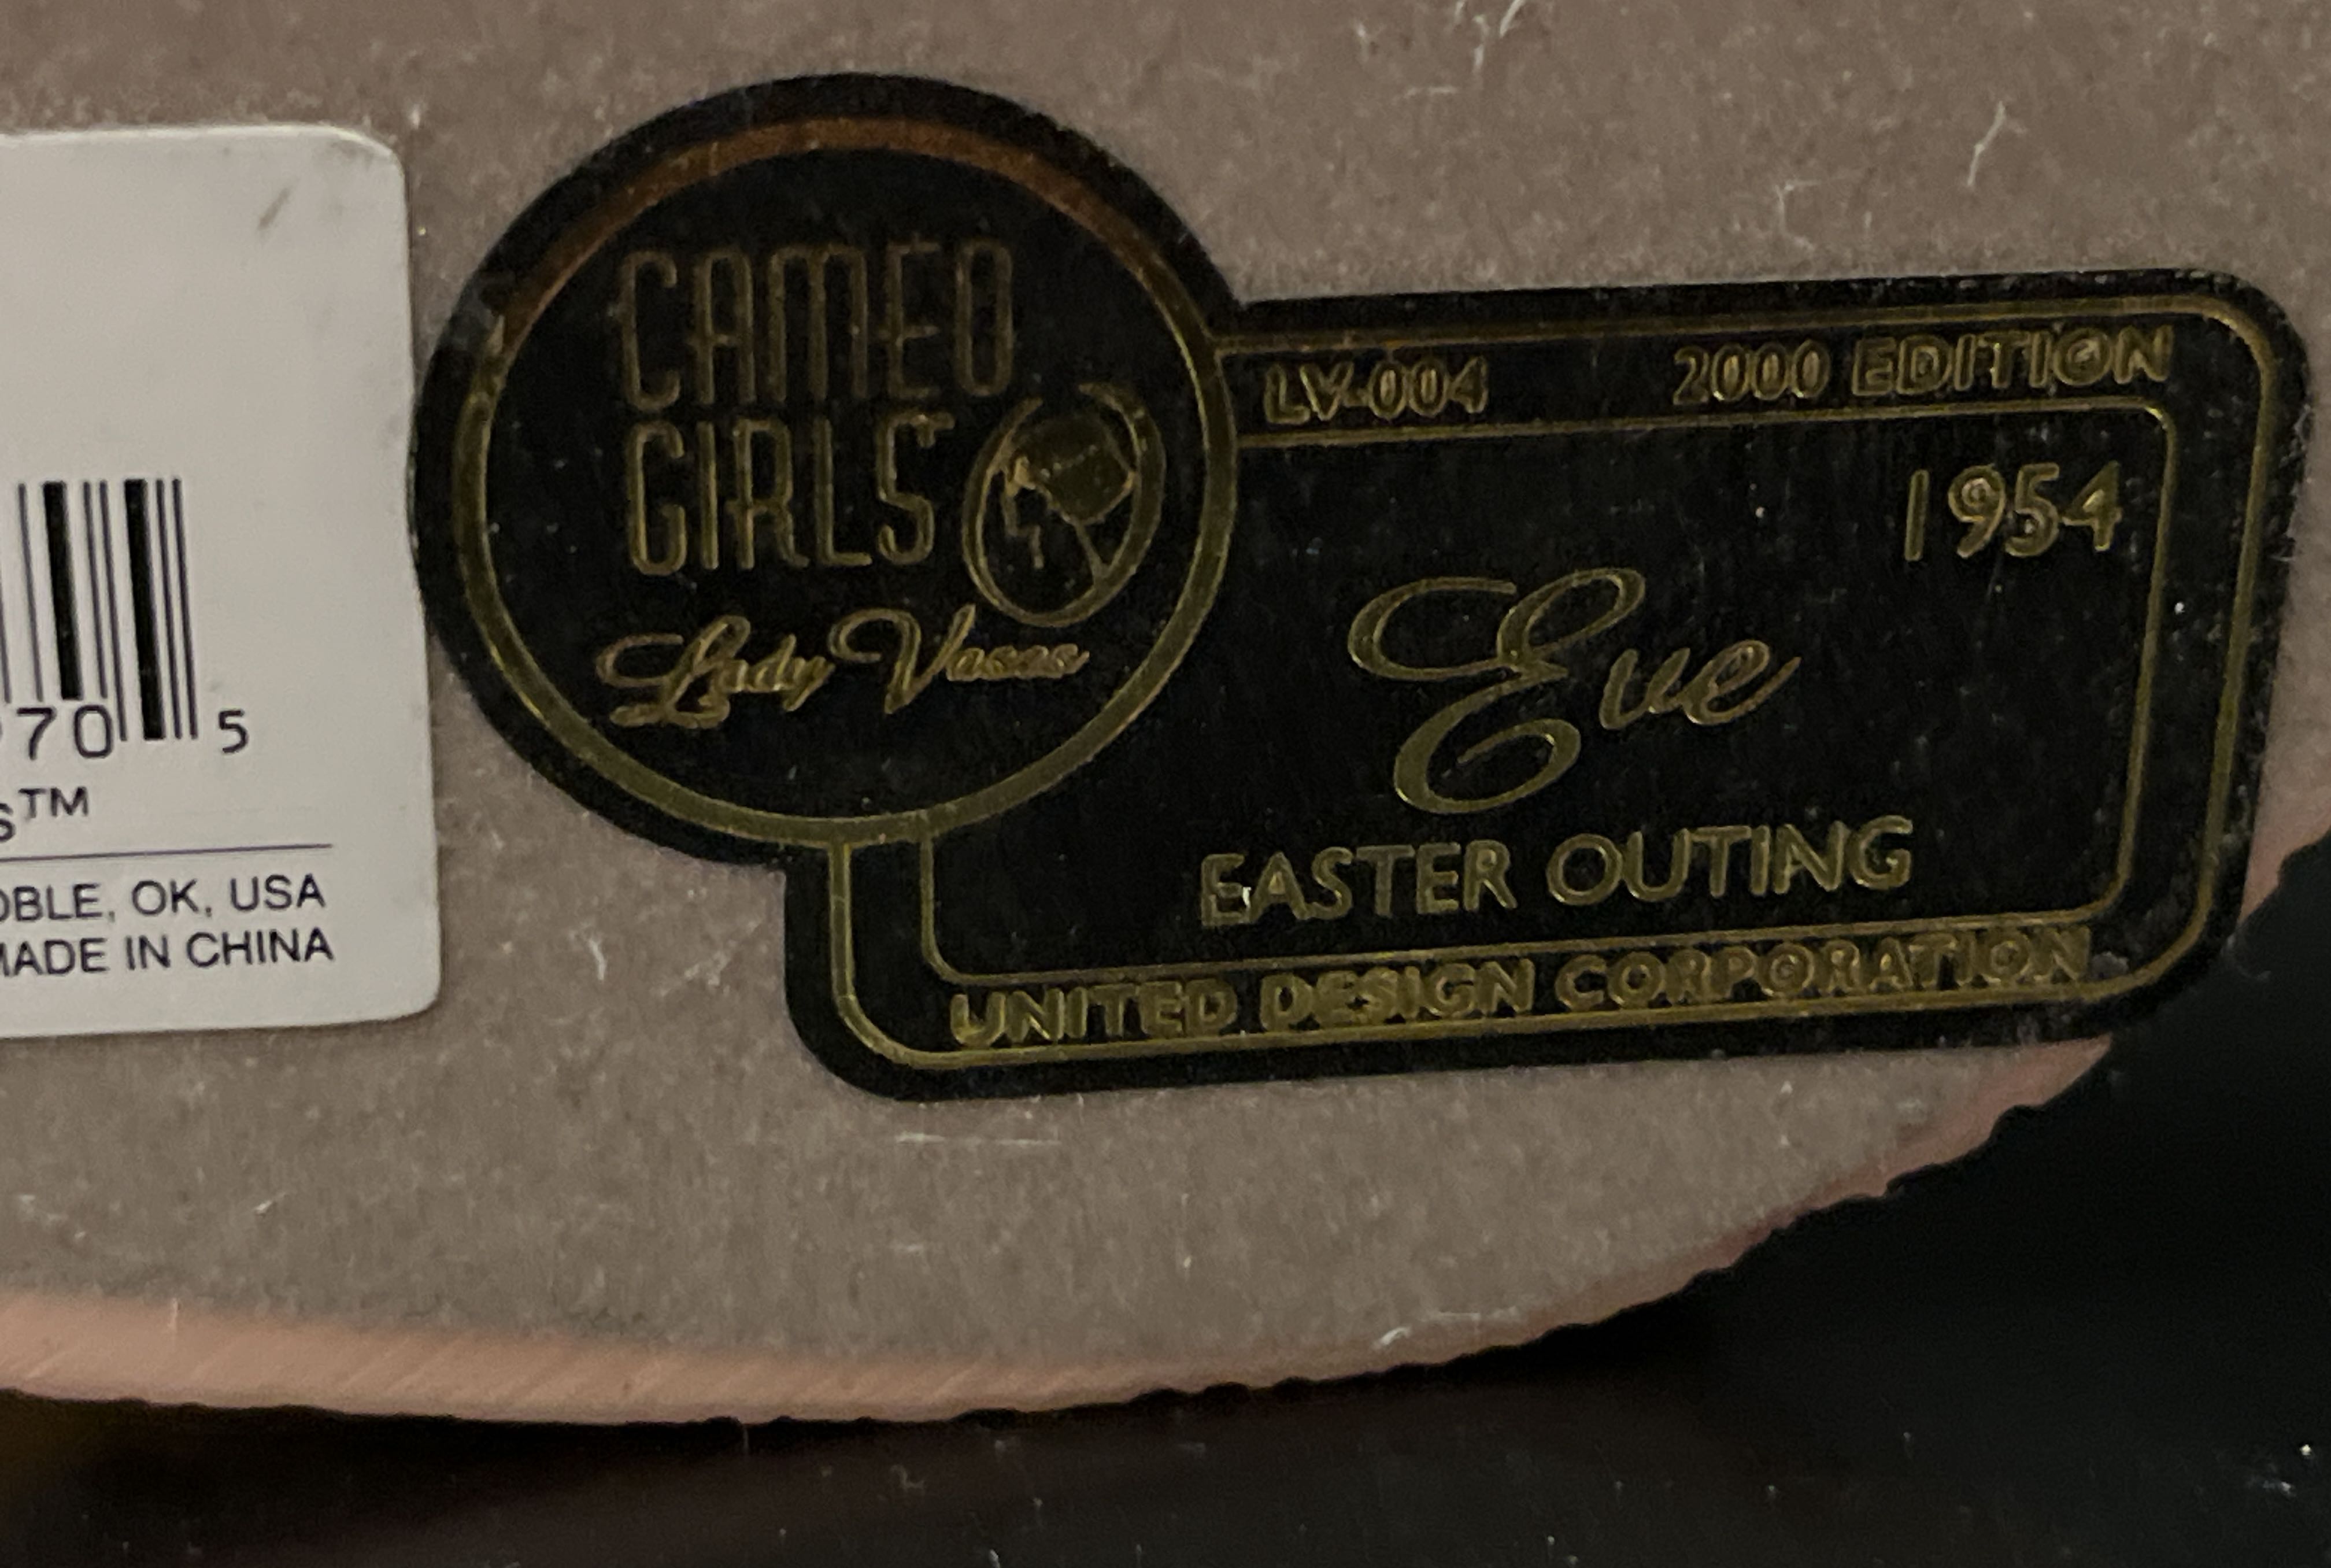 CAMEO
GIRLS
Lady Vases
LV-004 2000 EDITION
1954
Eve
EASTER OUTING
UNITED DESIGN CORPORATION
70 5
S™
OBLE, OK, USA
MADE IN CHINA